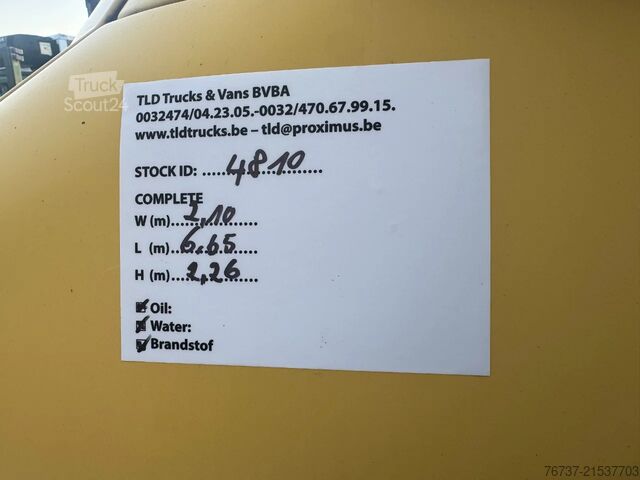 Truck
Scout24
TLD Trucks & Vans BVBA
0032474/04.23.05.-0032/470.67.99.15.
www.tldtrucks.be – tld@proximus.be
STOCK ID: 4810
COMPLETE
W (m) 2,10
L (m) 6,65
H (m) 2,26
Oil:
Water:
Brandstof
76737-21537703